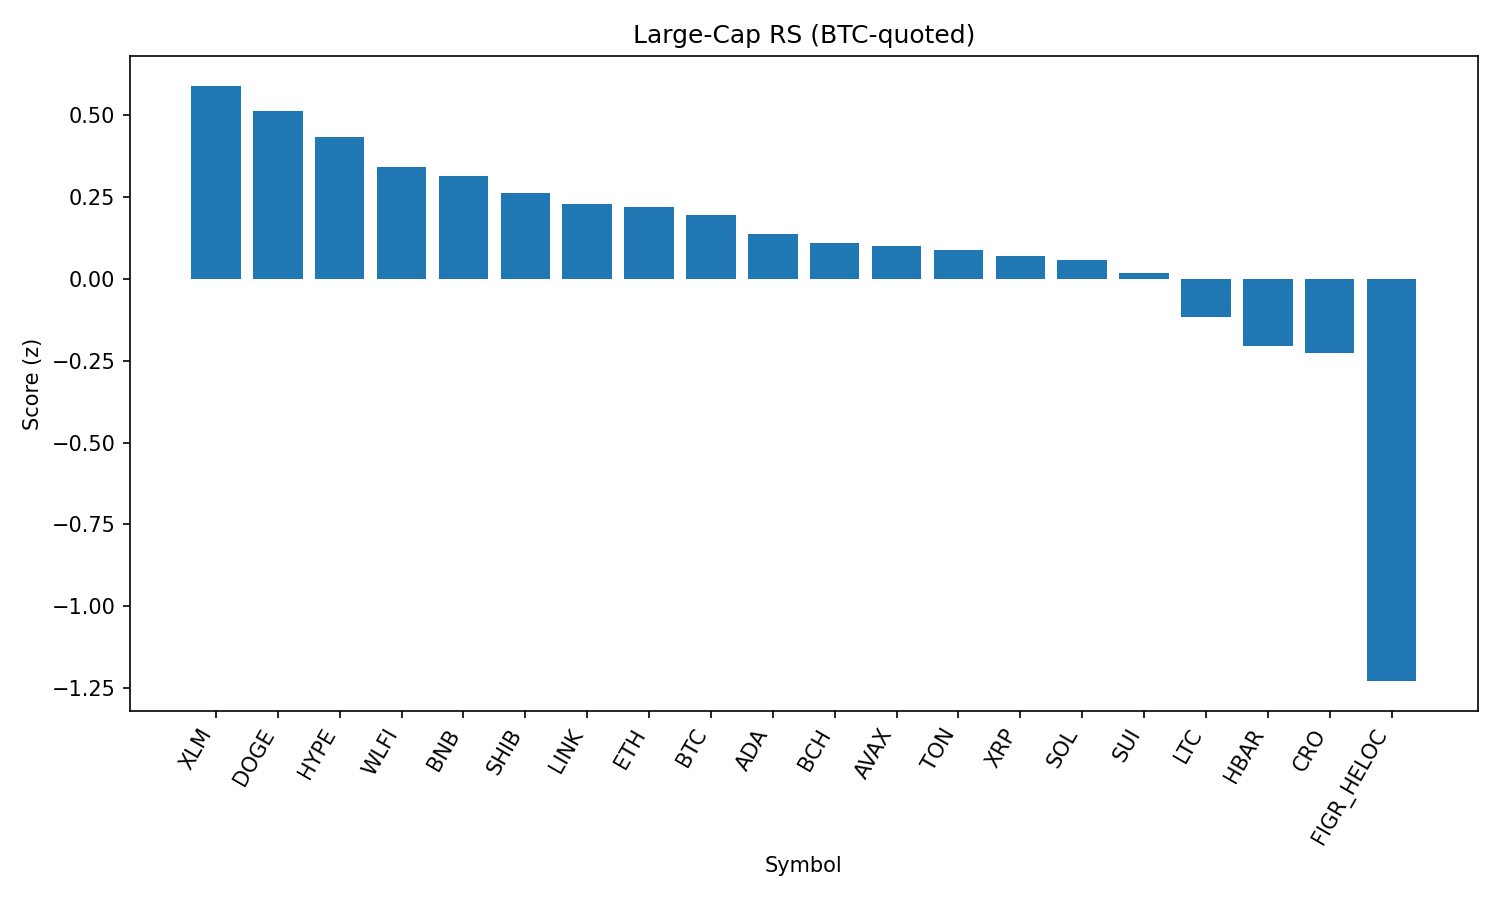 Large-Cap RS (BTC-quoted)
Score (z)
0.50
0.25
0.00
−0.25
−0.50
−0.75
−1.00
−1.25
XLM
DOGE
HYPE
WLFI
BNB
SHIB
LINK
ETH
BTC
ADA
BCH
AVAX
TON
XRP
SOL
SUI
LTC
HBAR
CRO
FIGR_HELOC
Symbol